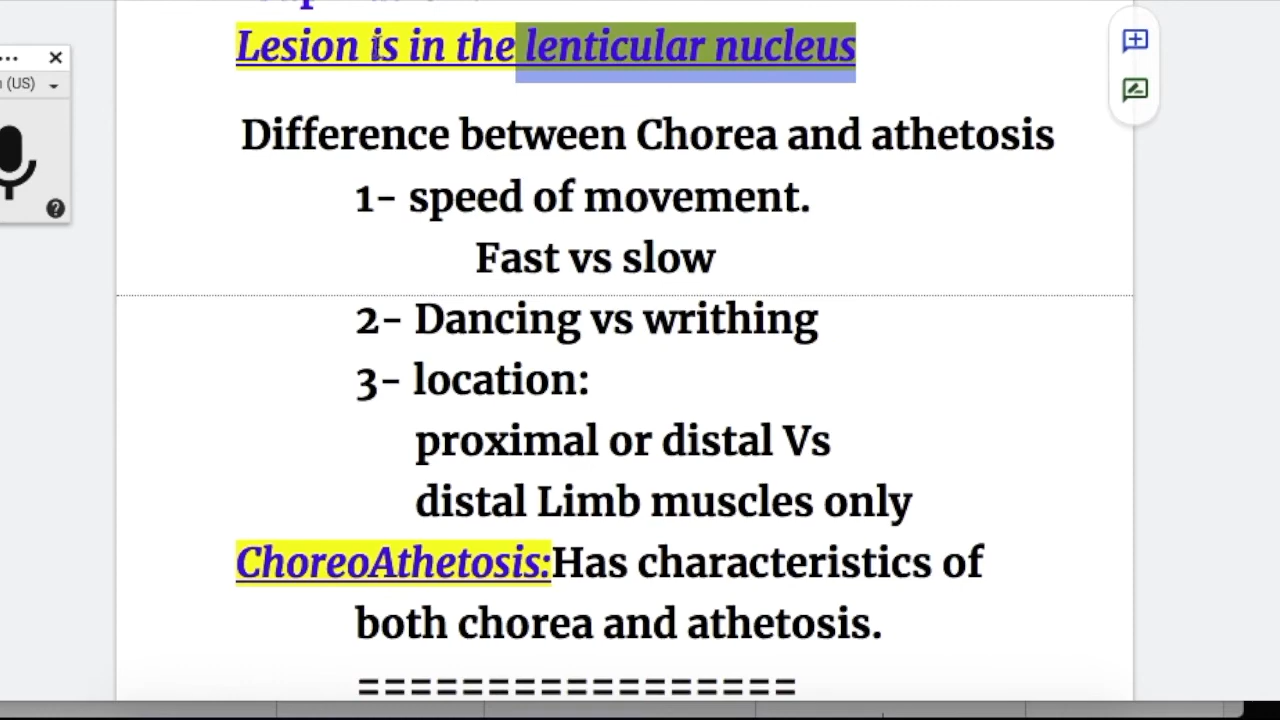 Lesion is in the lenticular nucleus
(US)
Difference between Chorea and athetosis
1- speed of movement.
Fast vs slow
2- Dancing vs writhing
3- location:
proximal or distal Vs
distal Limb muscles only
ChoreoAthetosis:Has characteristics of
both chorea and athetosis.
=================